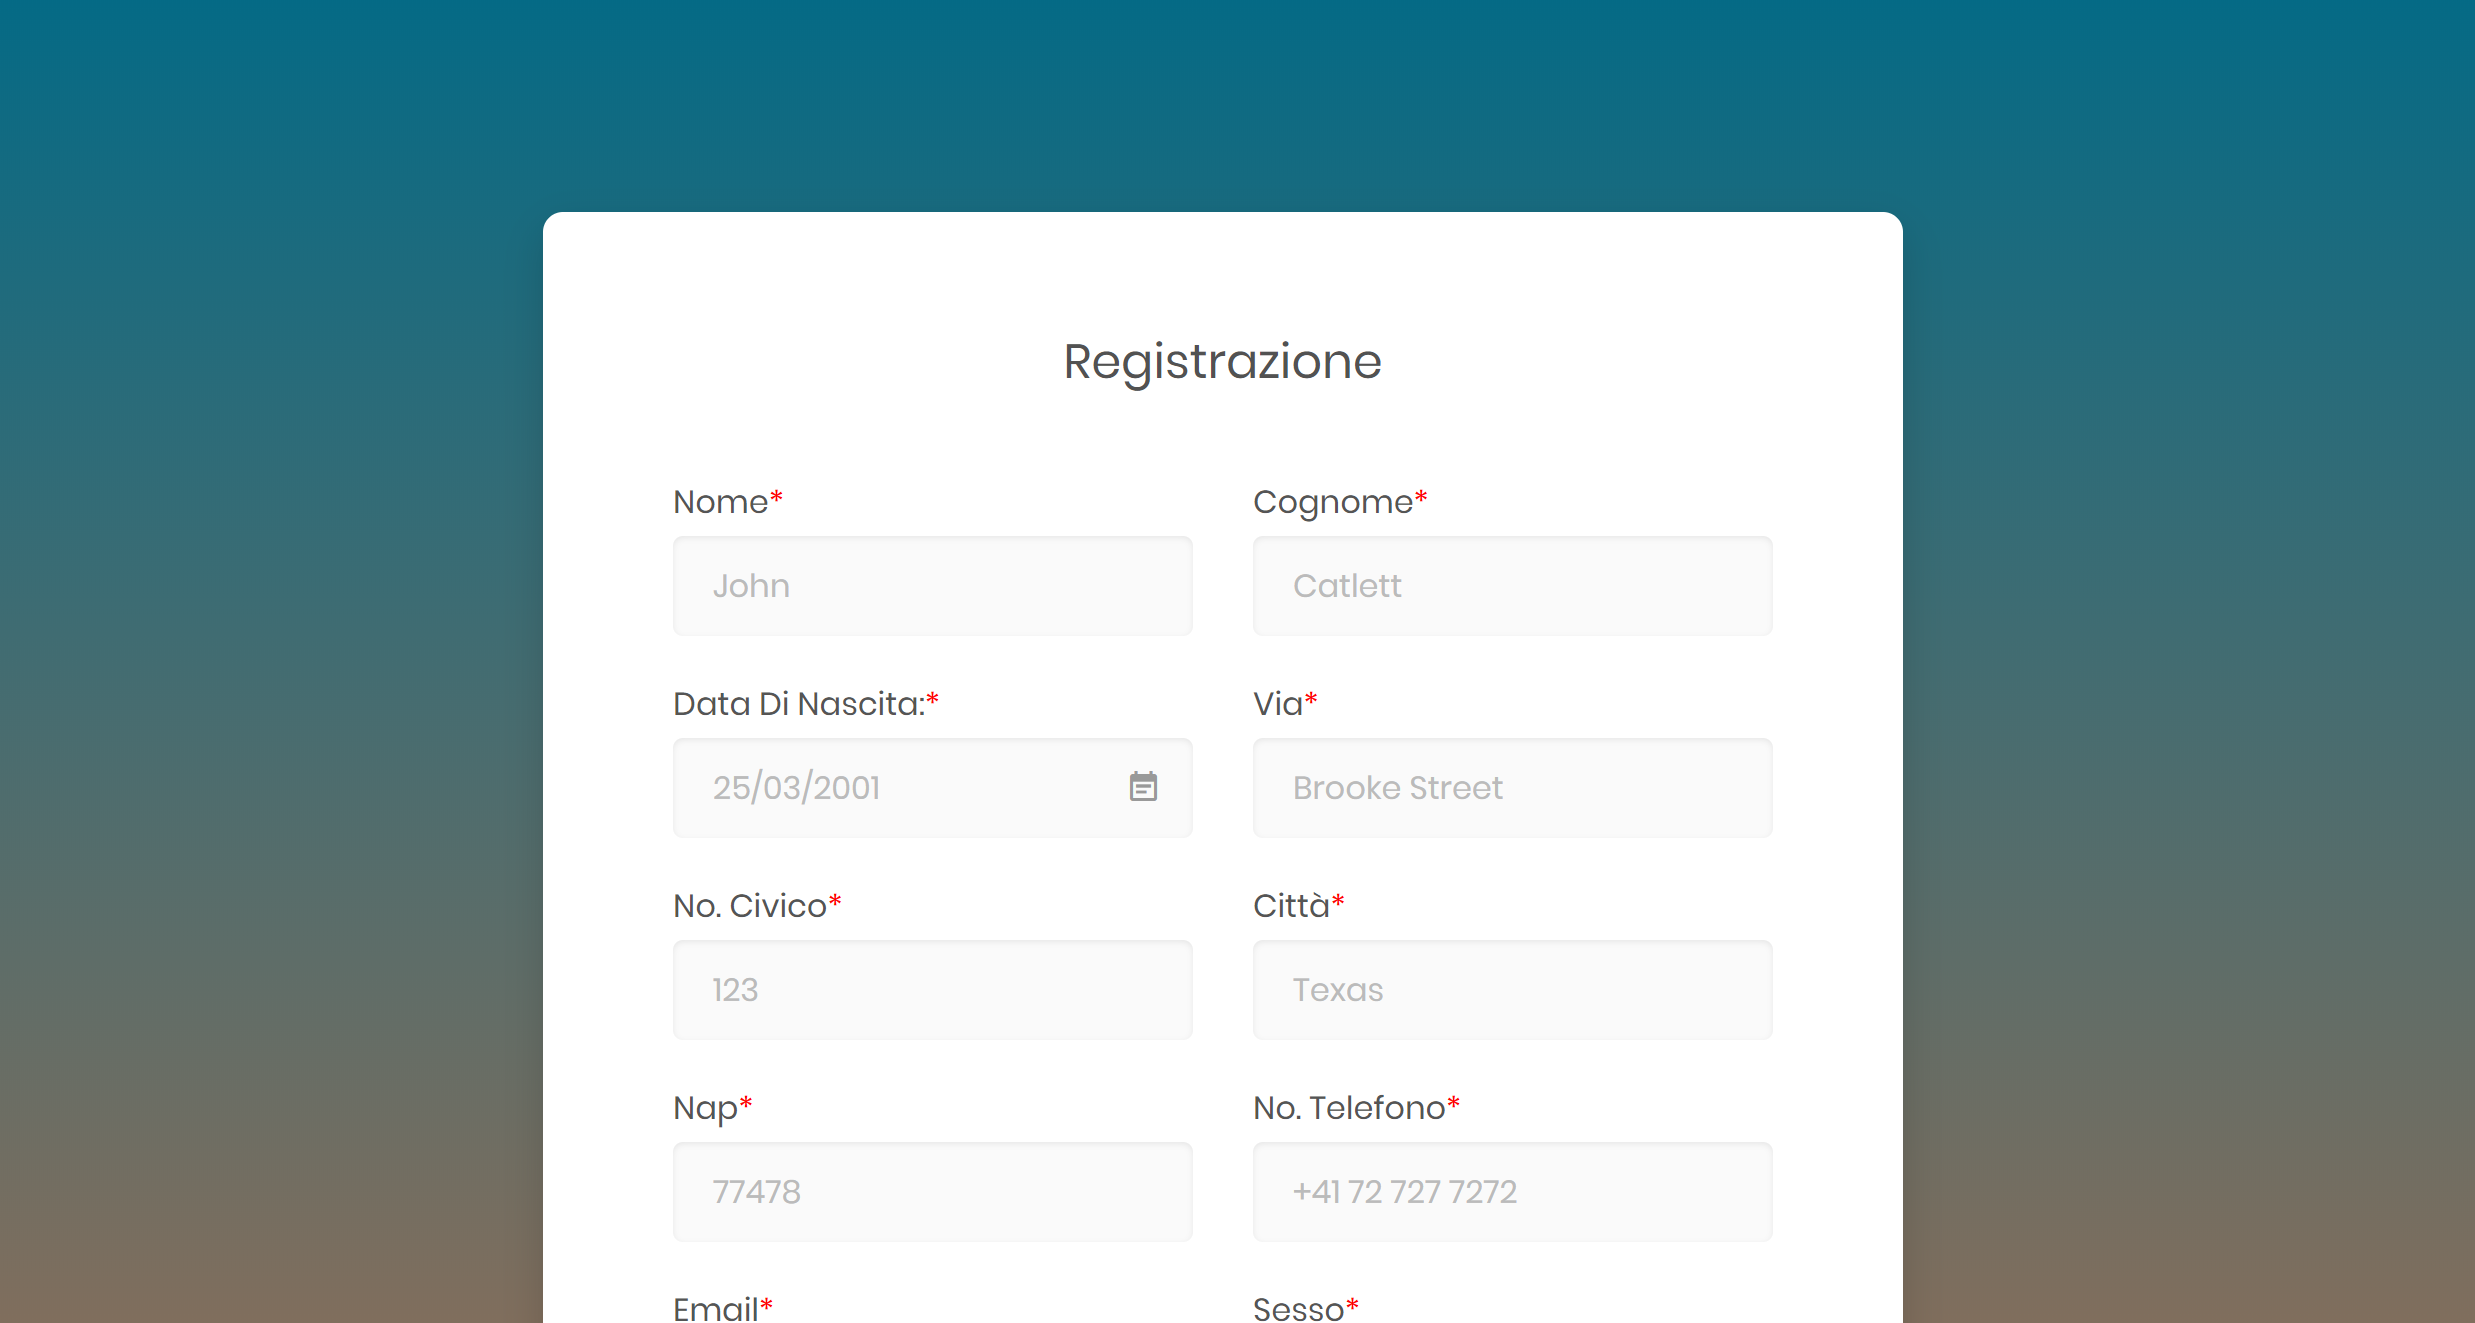 Registrazione
Nome* Cognome*
John Catlett
Data Di Nascita:* Via*
25/03/2001 Brooke Street
No. Civico* Città*
123 Texas
Nap* No. Telefono*
77478 +41 72 727 7272
Email* Sesso*